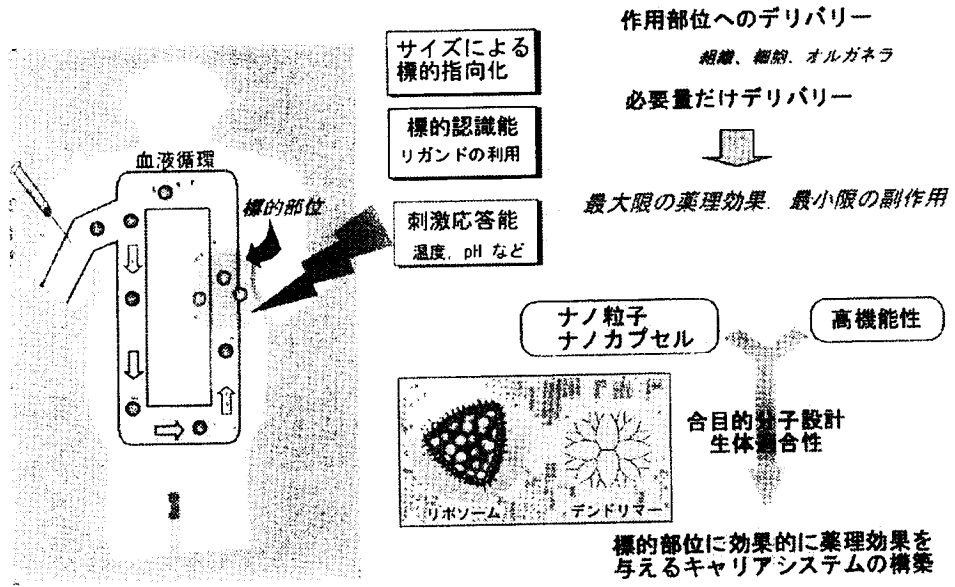 血液循環
標的部位
サイズによる
標的指向化
標的認識能
リガンドの利用
刺激応答能
温度, pH など
作用部位へのデリバリー
組織、細胞、オルガネラ
必要量だけデリバリー
最大限の薬理効果、最小限の副作用
ナノ粒子
ナノカプセル
高機能性
リポソーム
デンドリマー
合目的分子設計
生体適合性
標的部位に効果的に薬理効果を
与えるキャリアシステムの構築